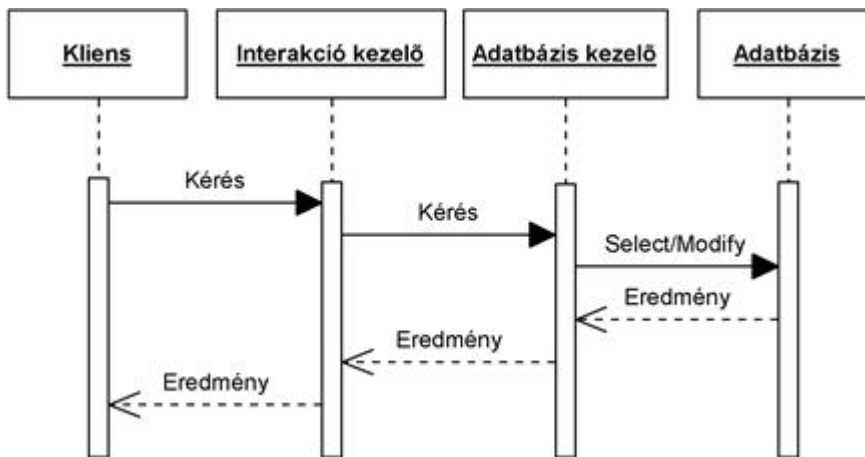 Kliens
Interakció kezelő
Adatbázis kezelő
Adatbázis
Kérés
Kérés
Select/Modify
Eredmény
Eredmény
Eredmény